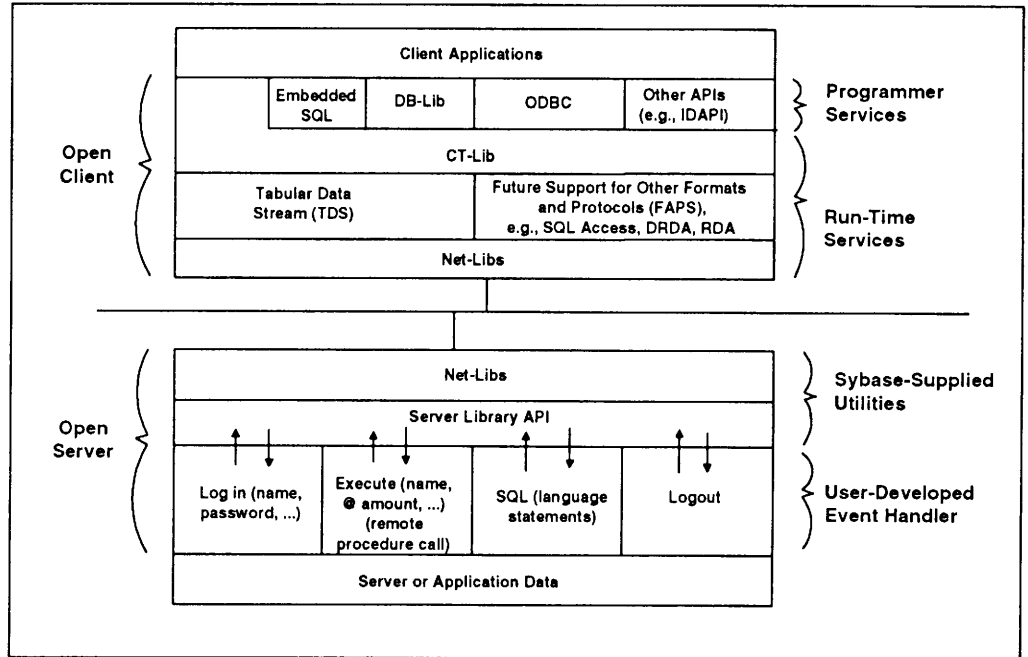 Client Applications
Embedded
SQL
DB-Lib
ODBC
Other APIs
(e.g., IDAPI)
Programmer
Services
Open
Client
CT-Lib
Tabular Data
Stream (TDS)
Future Support for Other Formats
and Protocols (FAPS),
e.g., SQL Access, DRDA, RDA
Run-Time
Services
Net-Libs
Net-Libs
Sybase-Supplied
Utilities
Server Library API
Open
Server
Log in (name,
password, ...)
Execute (name,
@ amount, ...)
(remote
procedure call)
SQL (language
statements)
Logout
User-Developed
Event Handler
Server or Application Data